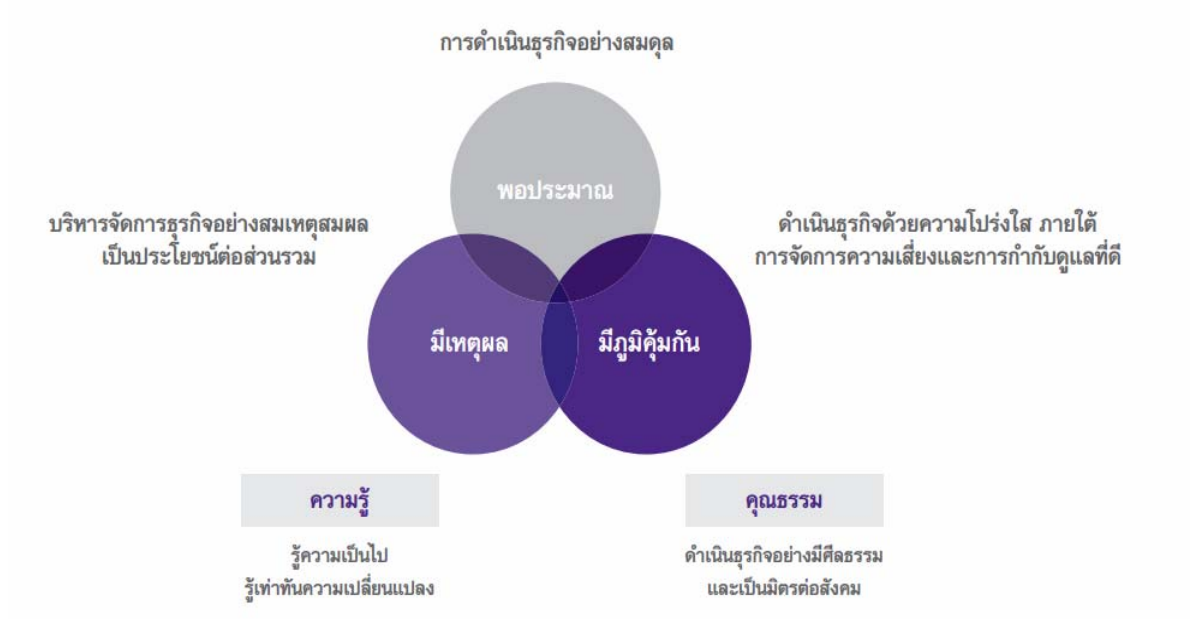 การดำเนินธุรกิจอย่างสมดุล
พอประมาณ
บริหารจัดการธุรกิจอย่างสมเหตุสมผล
เป็นประโยชน์ต่อส่วนรวม
ดำเนินธุรกิจด้วยความโปร่งใส ภายใต้
การจัดการความเสี่ยงและการกำกับดูแลที่ดี
มีเหตุผล
มีภูมิคุ้มกัน
ความรู้
รู้ความเป็นไป
รู้เท่าทันความเปลี่ยนแปลง
คุณธรรม
ดำเนินธุรกิจอย่างมีศีลธรรม
และเป็นมิตรต่อสังคม